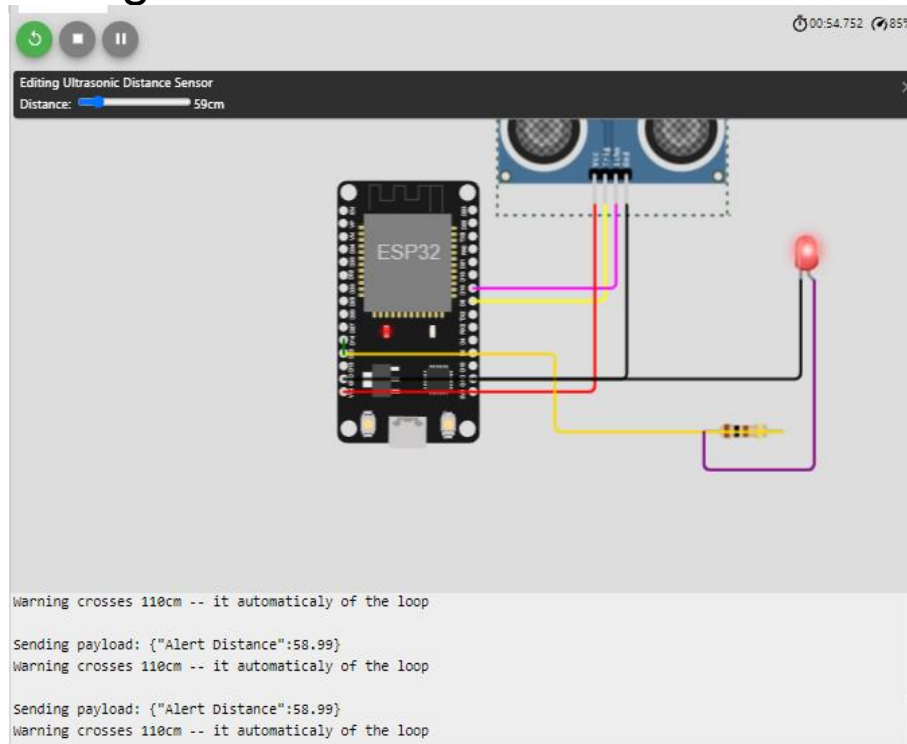 00:54.752 85%
Editing Ultrasonic Distance Sensor
Distance: 59cm
ESP32
Warning crosses 110cm -- it automaticaly of the loop
Sending payload: {"Alert Distance":58.99}
Warning crosses 110cm -- it automaticaly of the loop
Sending payload: {"Alert Distance":58.99}
Warning crosses 110cm -- it automaticaly of the loop